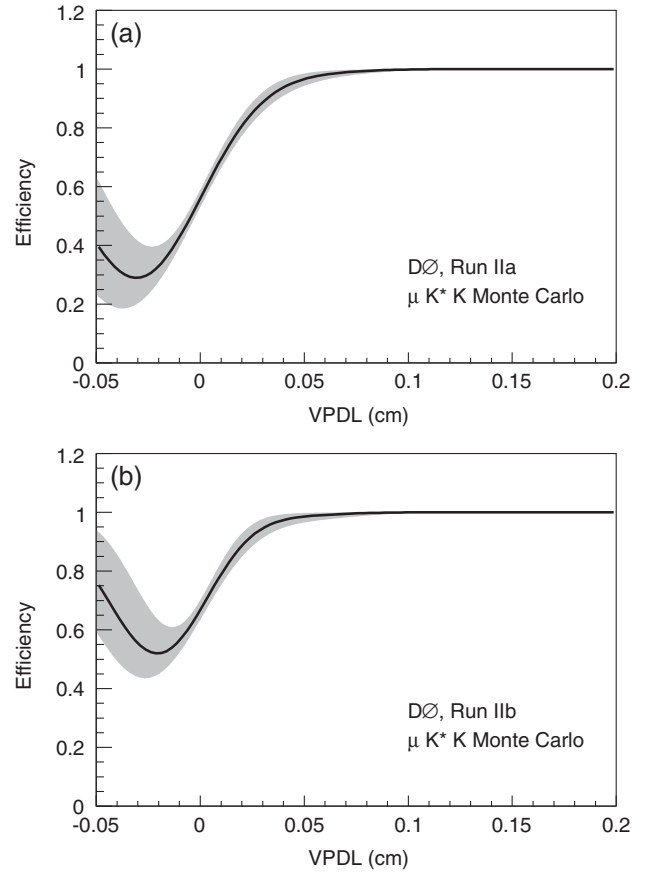 1.2
(a)
1
0.8
0.6
0.4
0.2
0
Efficiency
DØ, Run IIa
μ K* K Monte Carlo
-0.05 0 0.05 0.1 0.15 0.2
VPDL (cm)
1.2
(b)
1
0.8
0.6
0.4
0.2
0
Efficiency
DØ, Run IIb
μ K* K Monte Carlo
-0.05 0 0.05 0.1 0.15 0.2
VPDL (cm)